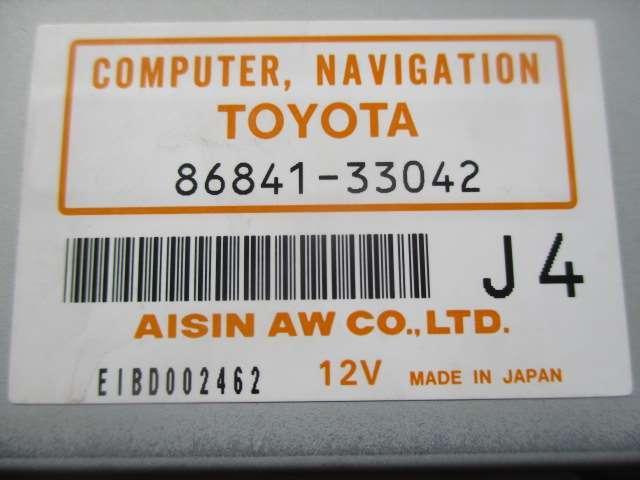 COMPUTER, NAVIGATION
TOYOTA
86841-33042
J4
AISIN AW CO.,LTD.
EIBD002462 12V MADE IN JAPAN